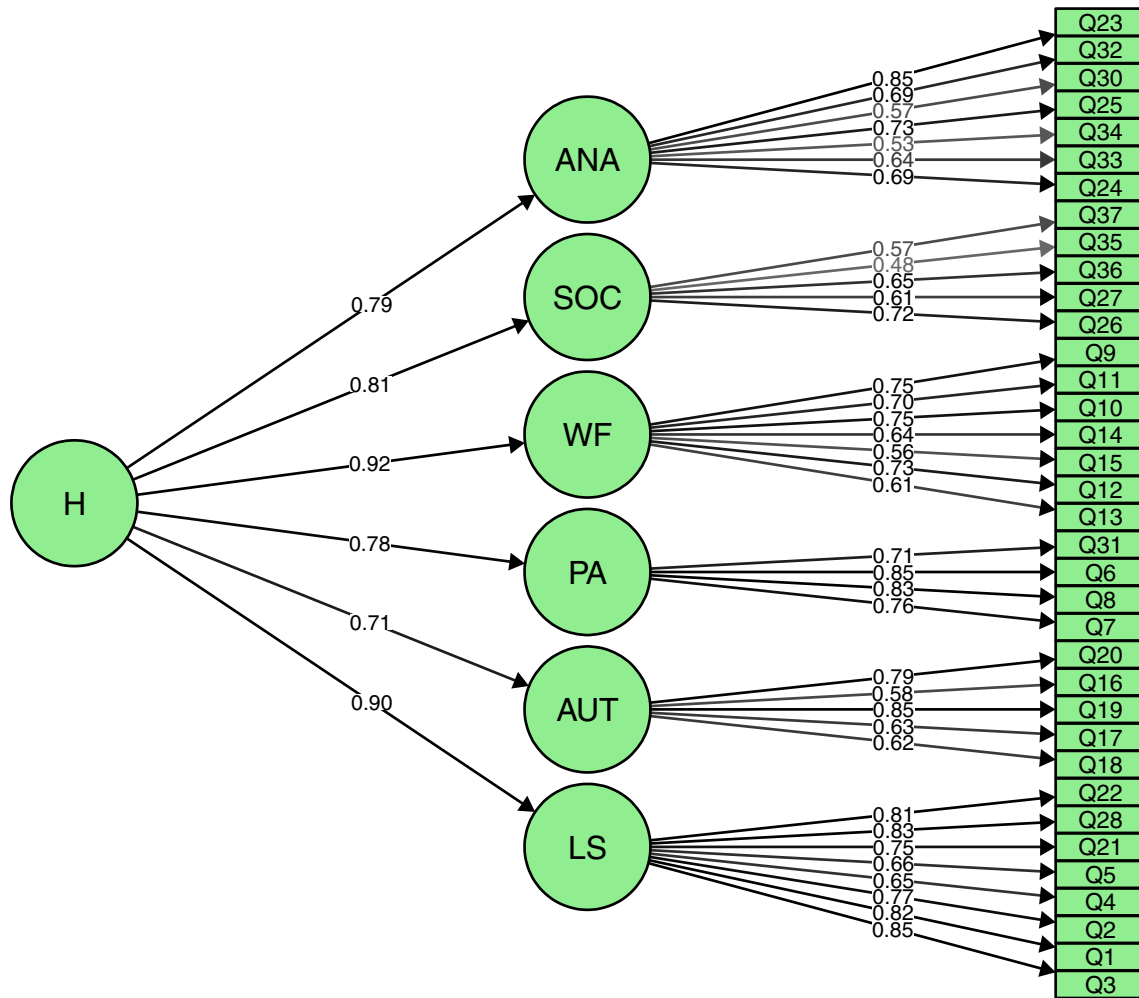 H
0.79
0.81
0.92
0.78
0.71
0.90
ANA
SOC
WF
PA
AUT
LS
0.85
0.69
0.57
0.73
0.53
0.64
0.69
0.57
0.48
0.65
0.61
0.72
0.75
0.70
0.75
0.64
0.56
0.73
0.61
0.71
0.85
0.83
0.76
0.79
0.58
0.85
0.63
0.62
0.81
0.83
0.75
0.66
0.65
0.77
0.82
0.85
Q23
Q32
Q30
Q25
Q34
Q33
Q24
Q37
Q35
Q36
Q27
Q26
Q9
Q11
Q10
Q14
Q15
Q12
Q13
Q31
Q6
Q8
Q7
Q20
Q16
Q19
Q17
Q18
Q22
Q28
Q21
Q5
Q4
Q2
Q1
Q3